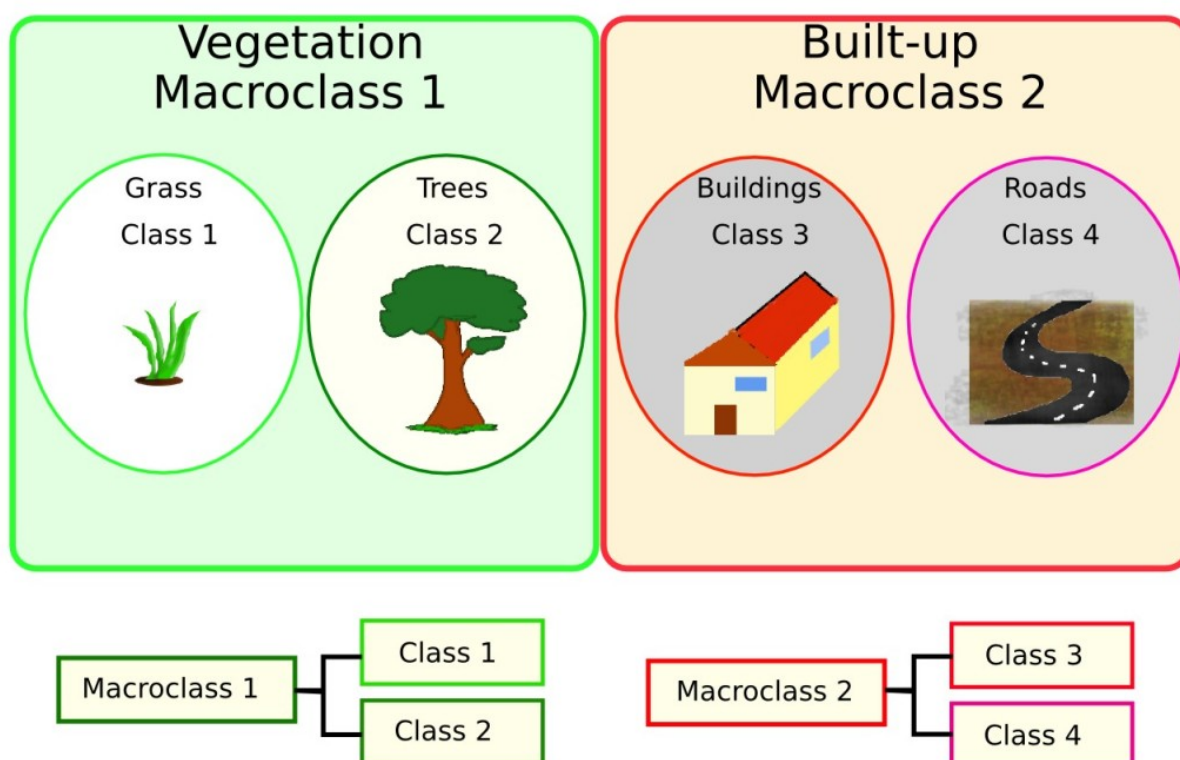 Vegetation
Macroclass 1
Built-up
Macroclass 2
Grass
Class 1
Trees
Class 2
Buildings
Class 3
Roads
Class 4
Macroclass 1
Class 1
Class 2
Macroclass 2
Class 3
Class 4